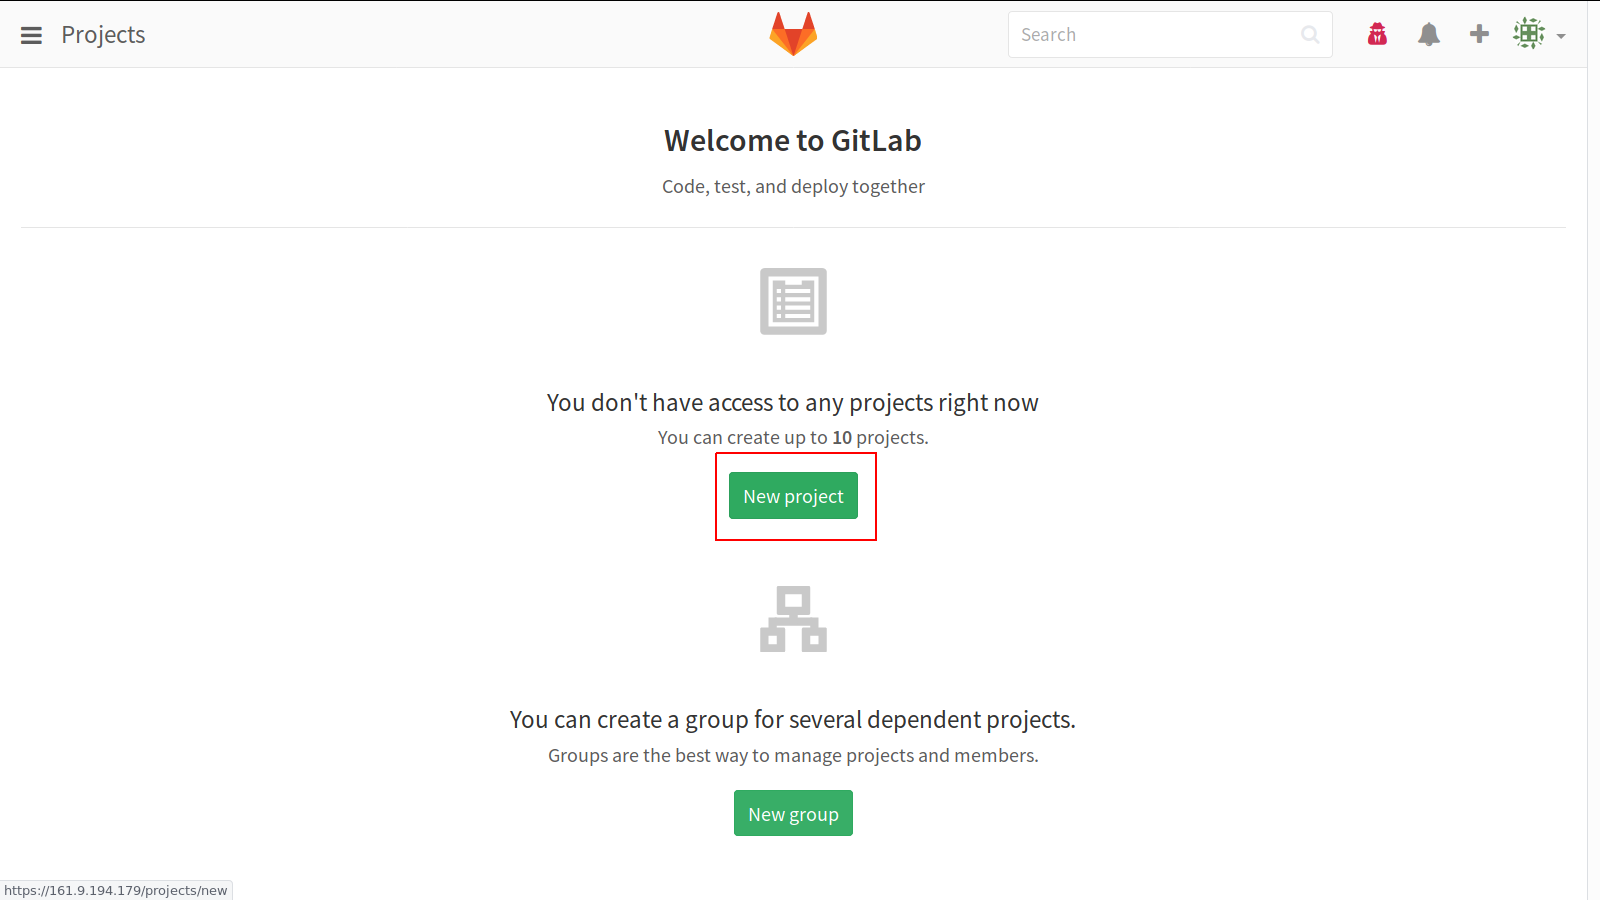 Projects
Search
Welcome to GitLab
Code, test, and deploy together
You don't have access to any projects right now
You can create up to 10 projects.
New project
You can create a group for several dependent projects.
Groups are the best way to manage projects and members.
New group
https://161.9.194.179/projects/new